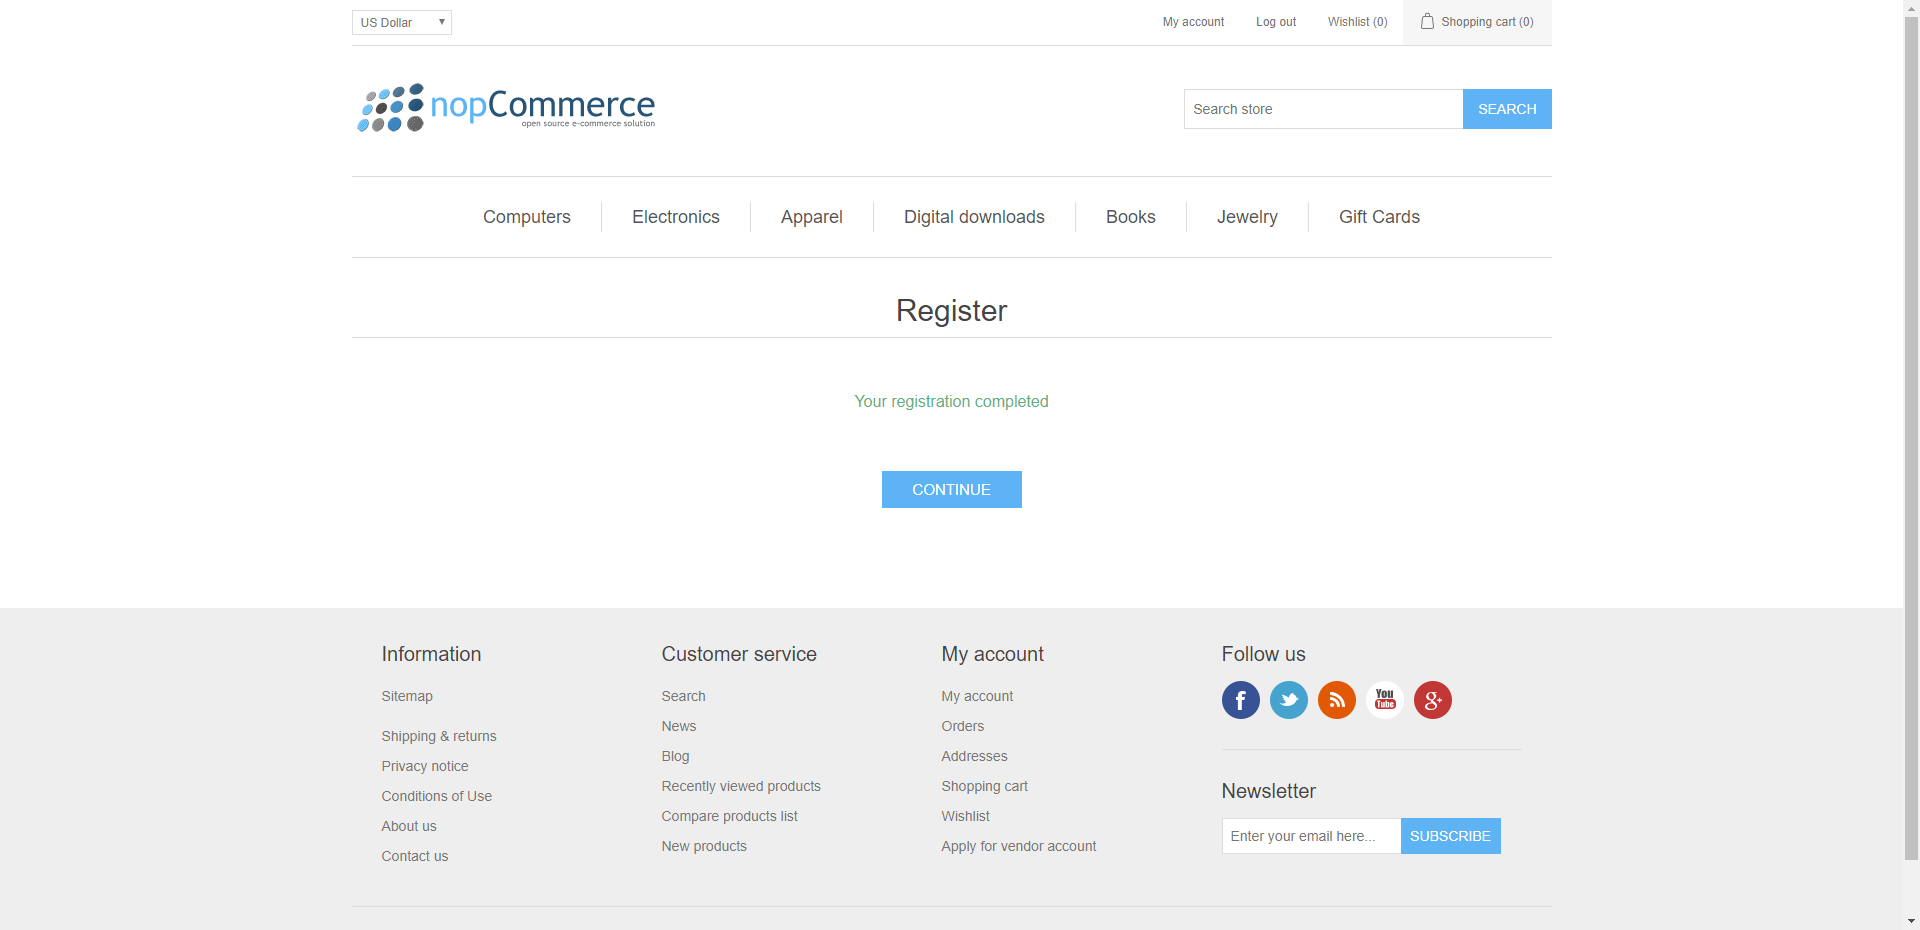 US Dollar
My account
Log out
Wishlist (0)
Shopping cart (0)
nopCommerce
open source e-commerce solution
Search store
SEARCH
Computers
Electronics
Apparel
Digital downloads
Books
Jewelry
Gift Cards
Register
Your registration completed
CONTINUE
Information
Sitemap
Shipping & returns
Privacy notice
Conditions of Use
About us
Contact us
Customer service
Search
News
Blog
Recently viewed products
Compare products list
New products
My account
My account
Orders
Addresses
Shopping cart
Wishlist
Apply for vendor account
Follow us
f
You
Tube
g+
Newsletter
Enter your email here...
SUBSCRIBE